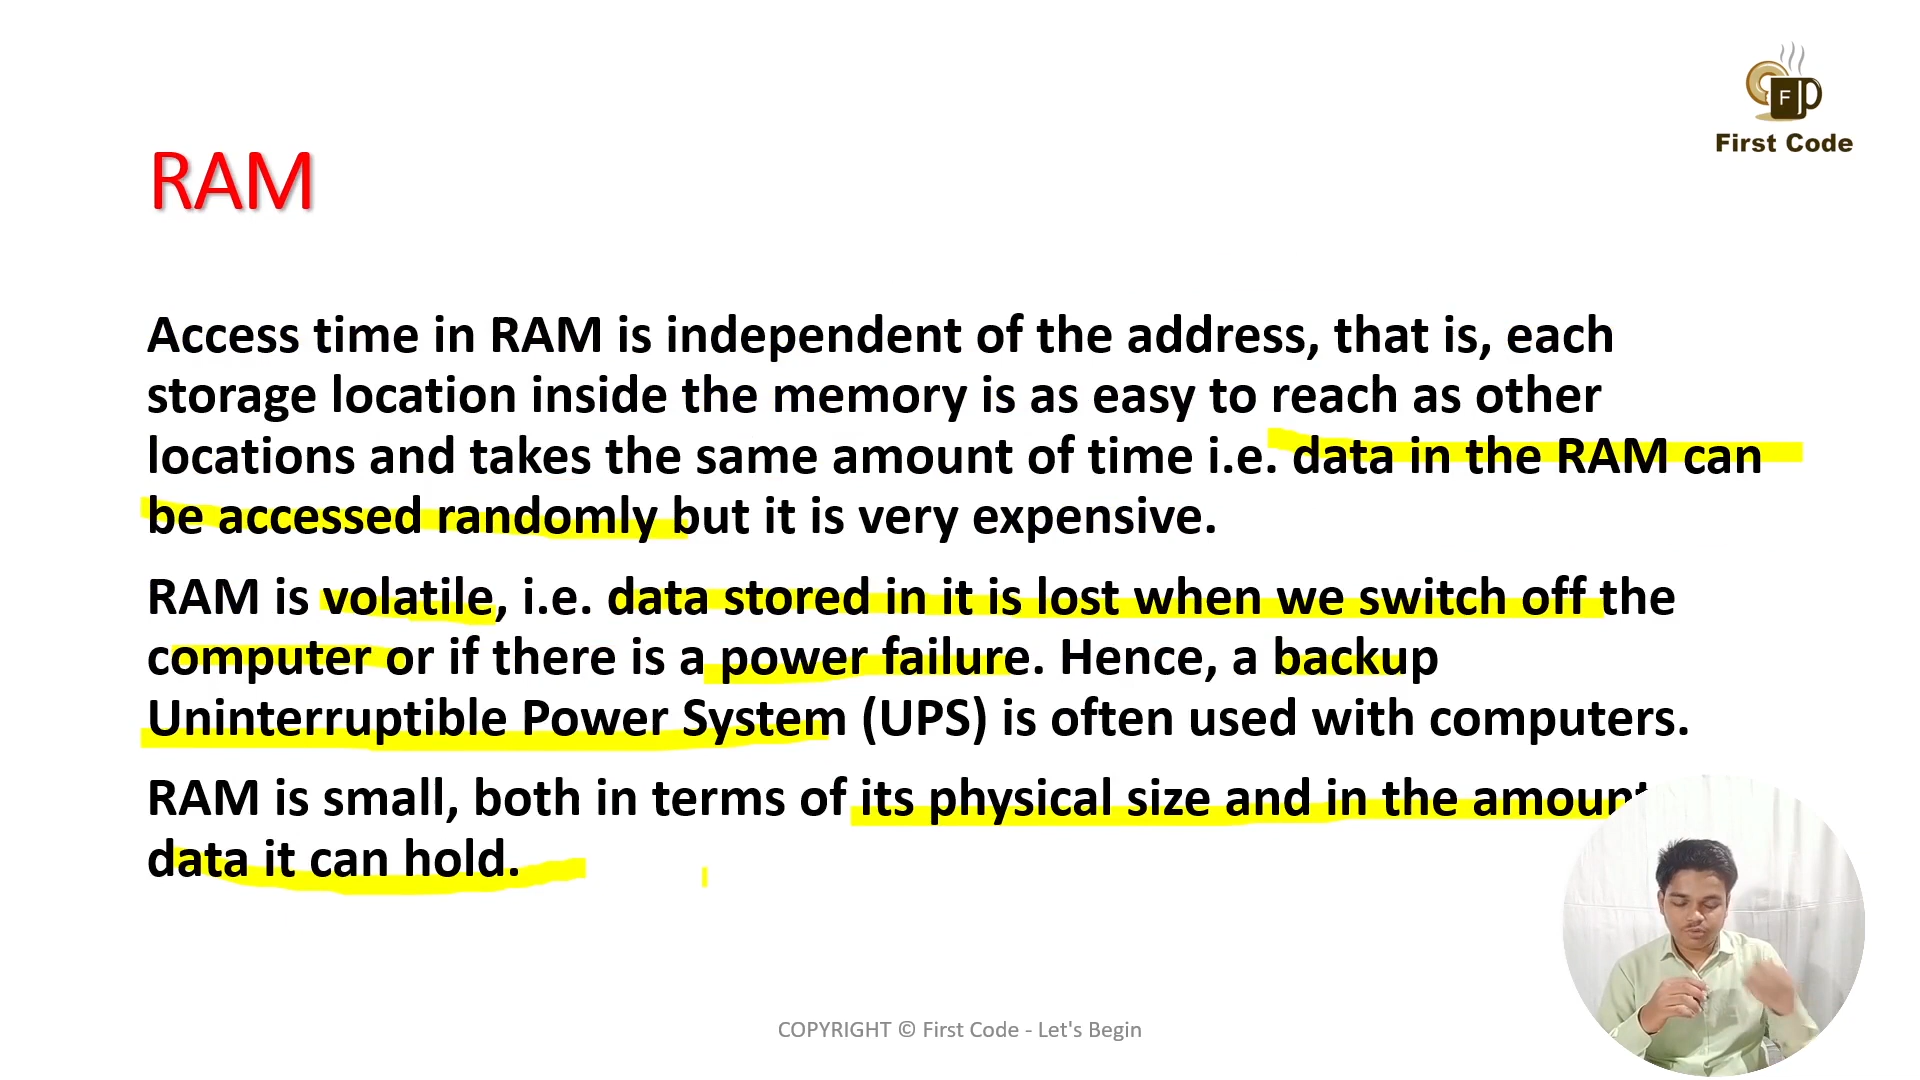 F
First Code
RAM
Access time in RAM is independent of the address, that is, each
storage location inside the memory is as easy to reach as other
locations and takes the same amount of time i.e. data in the RAM can
be accessed randomly but it is very expensive.
RAM is volatile, i.e. data stored in it is lost when we switch off the
computer or if there is a power failure. Hence, a backup
Uninterruptible Power System (UPS) is often used with computers.
RAM is small, both in terms of its physical size and in the amount
data it can hold.
COPYRIGHT © First Code - Let's Begin